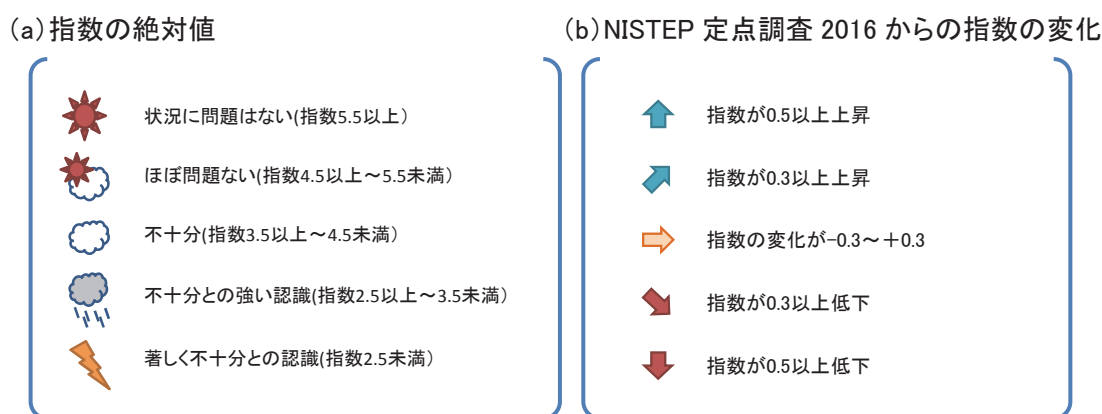 (a)指数の絶対値
状況に問題はない(指数5.5以上)
ほぼ問題ない(指数4.5以上～5.5未満)
不十分(指数3.5以上～4.5未満)
不十分との強い認識(指数2.5以上～3.5未満)
著しく不十分との認識(指数2.5未満)
(b)NISTEP 定点調査 2016 からの指数の変化
指数が0.5以上上昇
指数が0.3以上上昇
指数の変化が-0.3～+0.3
指数が0.3以上低下
指数が0.5以上低下